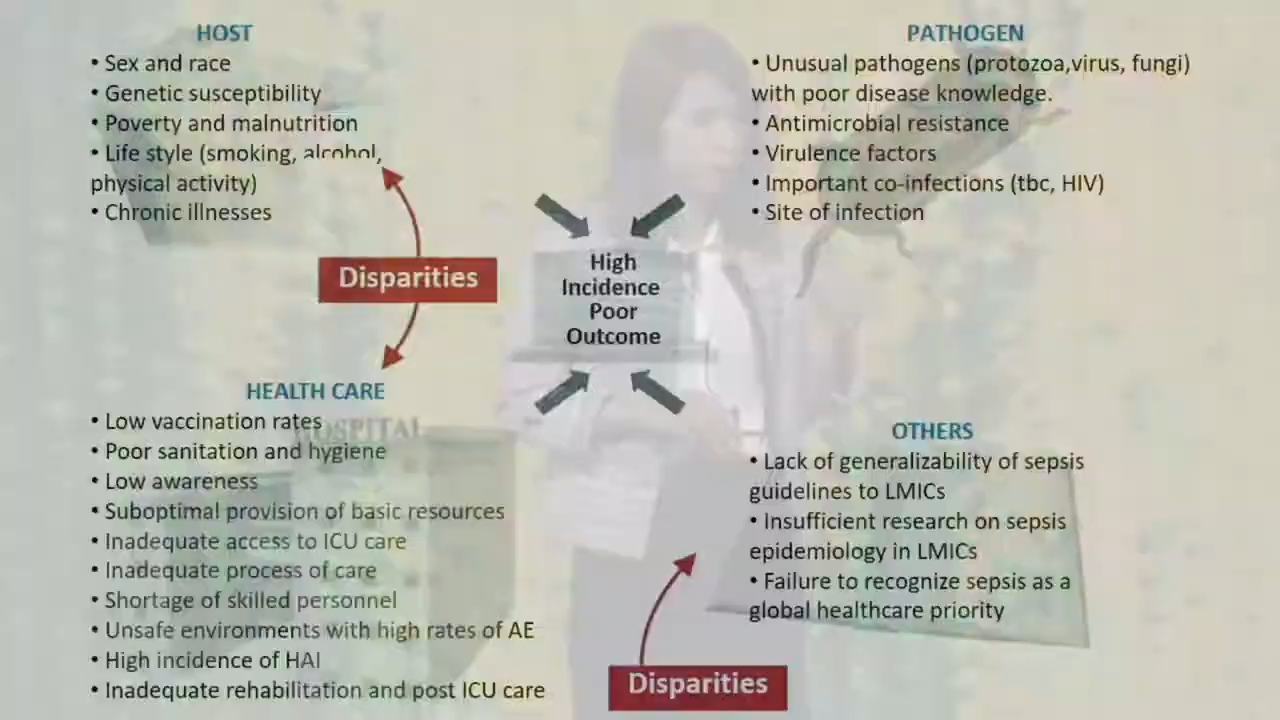 HOST
• Sex and race
• Genetic susceptibility
• Poverty and malnutrition
• Life style (smoking, alcohol,
physical activity)
• Chronic illnesses
PATHOGEN
• Unusual pathogens (protozoa,virus, fungi)
with poor disease knowledge.
• Antimicrobial resistance
• Virulence factors
• Important co-infections (tbc, HIV)
• Site of infection
Disparities
High
Incidence
Poor
Outcome
HEALTH CARE
• Low vaccination rates
• Poor sanitation and hygiene
• Low awareness
• Suboptimal provision of basic resources
• Inadequate access to ICU care
• Inadequate process of care
• Shortage of skilled personnel
• Unsafe environments with high rates of AE
• High incidence of HAI
• Inadequate rehabilitation and post ICU care
HOSPITAL
OTHERS
• Lack of generalizability of sepsis
guidelines to LMICs
• Insufficient research on sepsis
epidemiology in LMICs
• Failure to recognize sepsis as a
global healthcare priority
Disparities